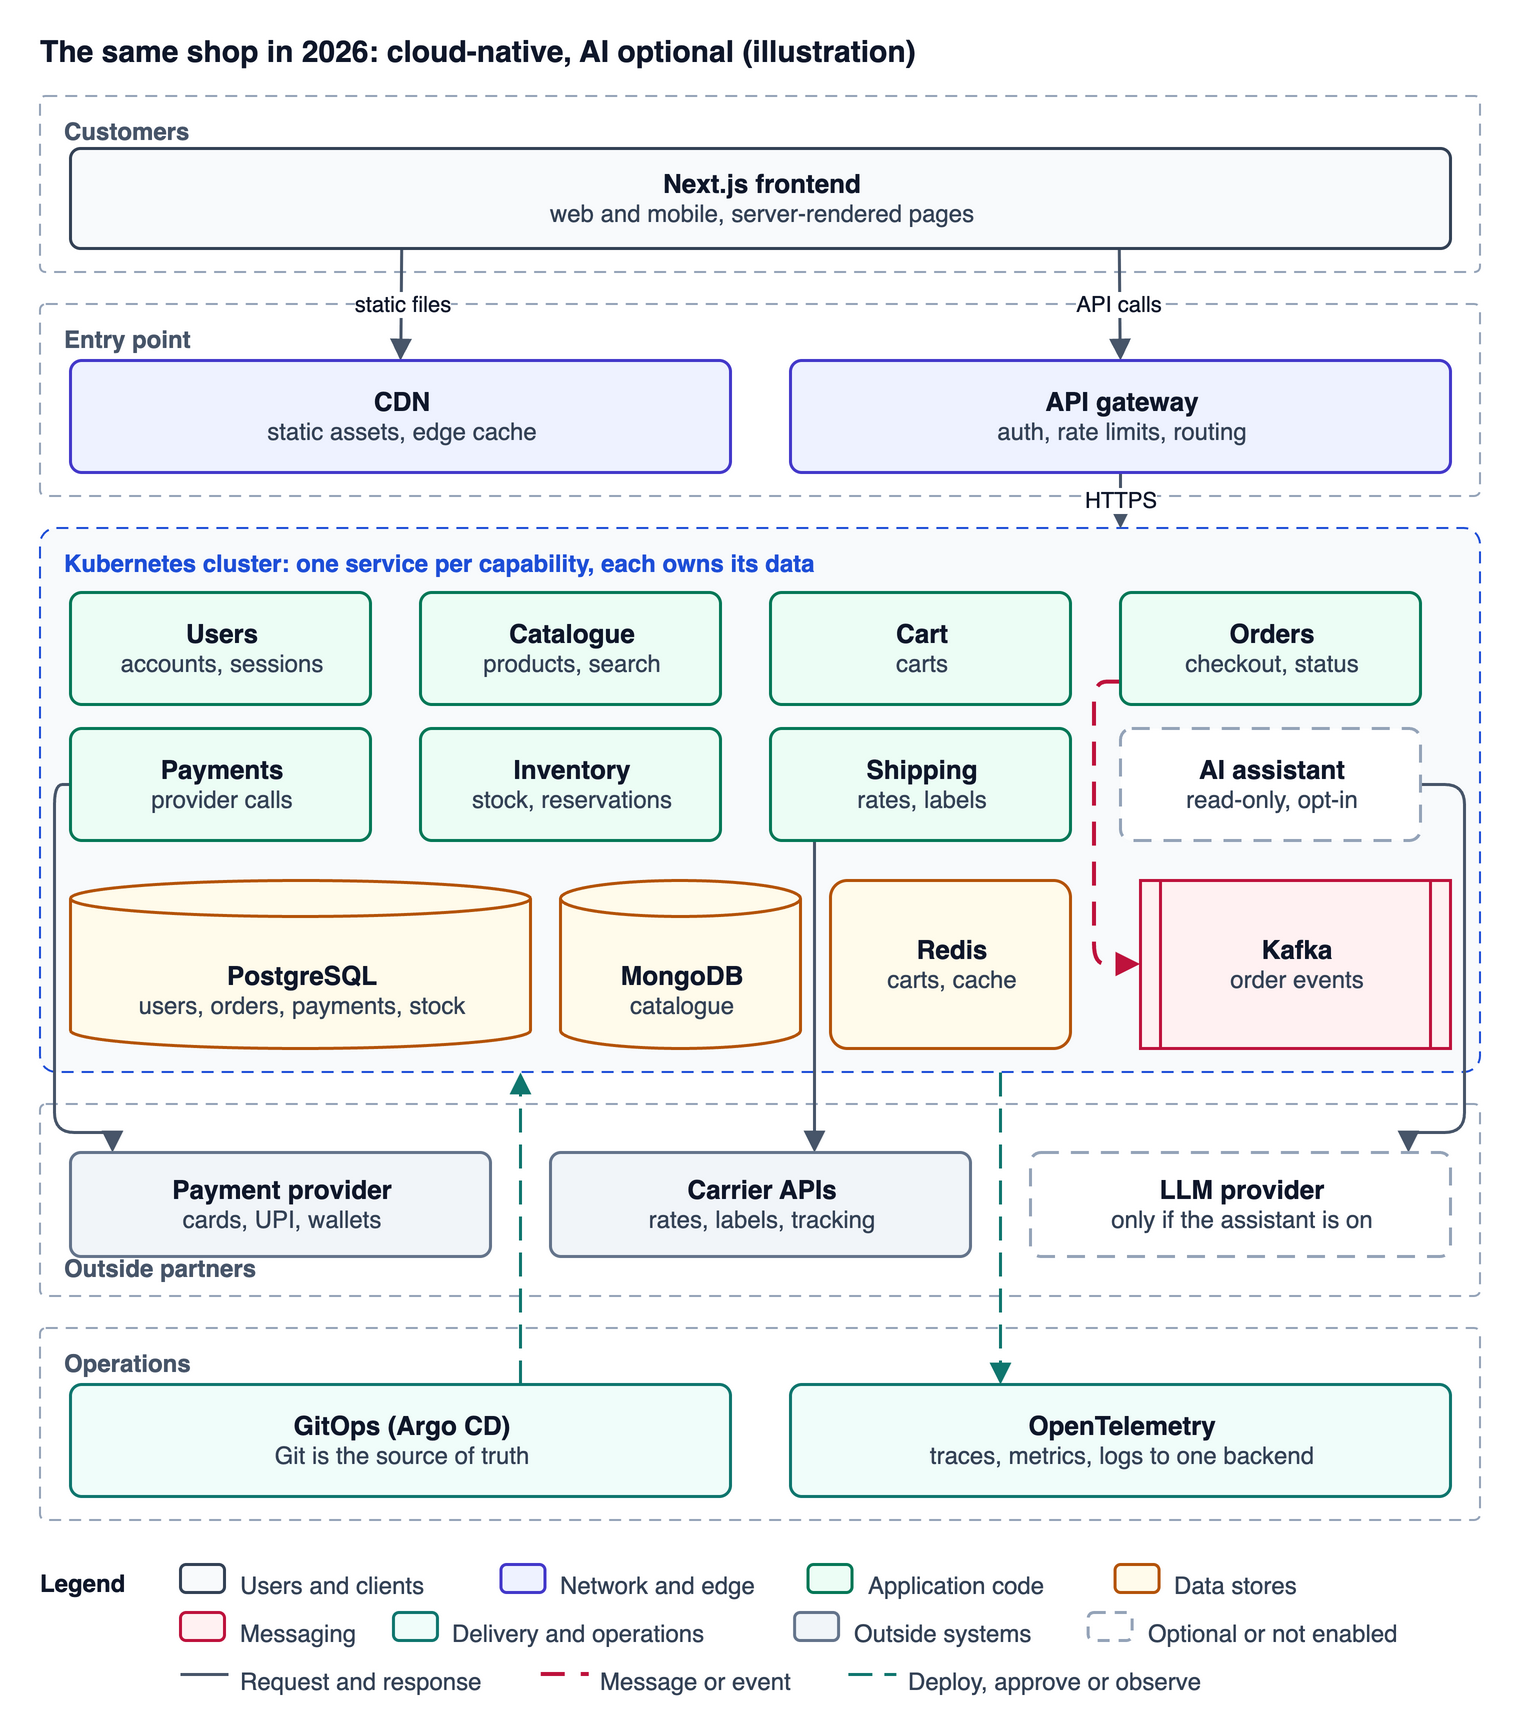 The same shop in 2026: cloud-native, AI optional (illustration)
Customers
Next.js frontend
web and mobile, server-rendered pages
static files
API calls
Entry point
CDN
static assets, edge cache
API gateway
auth, rate limits, routing
HTTPS
Kubernetes cluster: one service per capability, each owns its data
Users
accounts, sessions
Catalogue
products, search
Cart
carts
Orders
checkout, status
Payments
provider calls
Inventory
stock, reservations
Shipping
rates, labels
AI assistant
read-only, opt-in
PostgreSQL
users, orders, payments, stock
MongoDB
catalogue
Redis
carts, cache
Kafka
order events
Payment provider
cards, UPI, wallets
Carrier APIs
rates, labels, tracking
LLM provider
only if the assistant is on
Outside partners
Operations
GitOps (Argo CD)
Git is the source of truth
OpenTelemetry
traces, metrics, logs to one backend
Legend
Users and clients
Network and edge
Application code
Data stores
Messaging
Delivery and operations
Outside systems
Optional or not enabled
Request and response
Message or event
Deploy, approve or observe